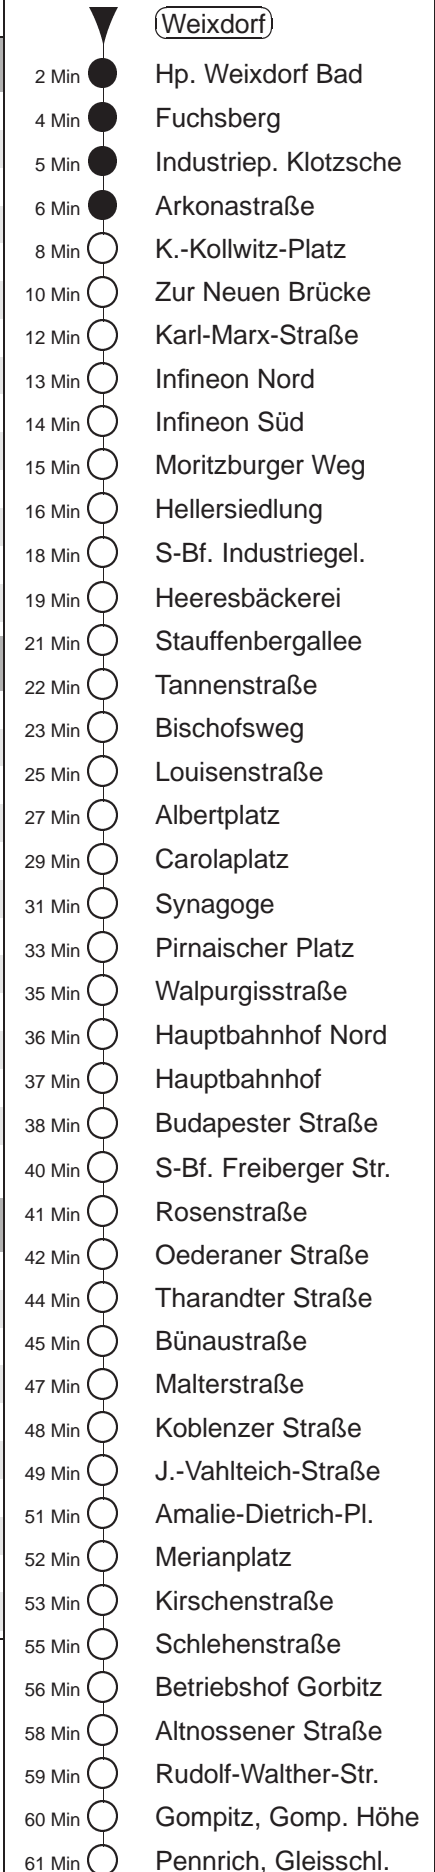 Weixdorf
2 Min Hp. Weixdorf Bad
4 Min Fuchsberg
5 Min Industriep. Klotzsche
6 Min Arkonastraße
8 Min K.-Kollwitz-Platz
10 Min Zur Neuen Brücke
12 Min Karl-Marx-Straße
13 Min Infineon Nord
14 Min Infineon Süd
15 Min Moritzburger Weg
16 Min Hellersiedlung
18 Min S-Bf. Industriegel.
19 Min Heeresbäckerei
21 Min Stauffenbergallee
22 Min Tannenstraße
23 Min Bischofsweg
25 Min Louisenstraße
27 Min Albertplatz
29 Min Carolaplatz
31 Min Synagoge
33 Min Pirnaischer Platz
35 Min Walpurgisstraße
36 Min Hauptbahnhof Nord
37 Min Hauptbahnhof
38 Min Budapester Straße
40 Min S-Bf. Freiberger Str.
41 Min Rosenstraße
42 Min Oederaner Straße
44 Min Tharandter Straße
45 Min Bünaustraße
47 Min Malterstraße
48 Min Koblenzer Straße
49 Min J.-Vahlteich-Straße
51 Min Amalie-Dietrich-Pl.
52 Min Merianplatz
53 Min Kirschenstraße
55 Min Schlehenstraße
56 Min Betriebshof Gorbitz
58 Min Altnossener Straße
59 Min Rudolf-Walther-Str.
60 Min Gompitz, Gomp. Höhe
61 Min Pennrich, Gleisschl.